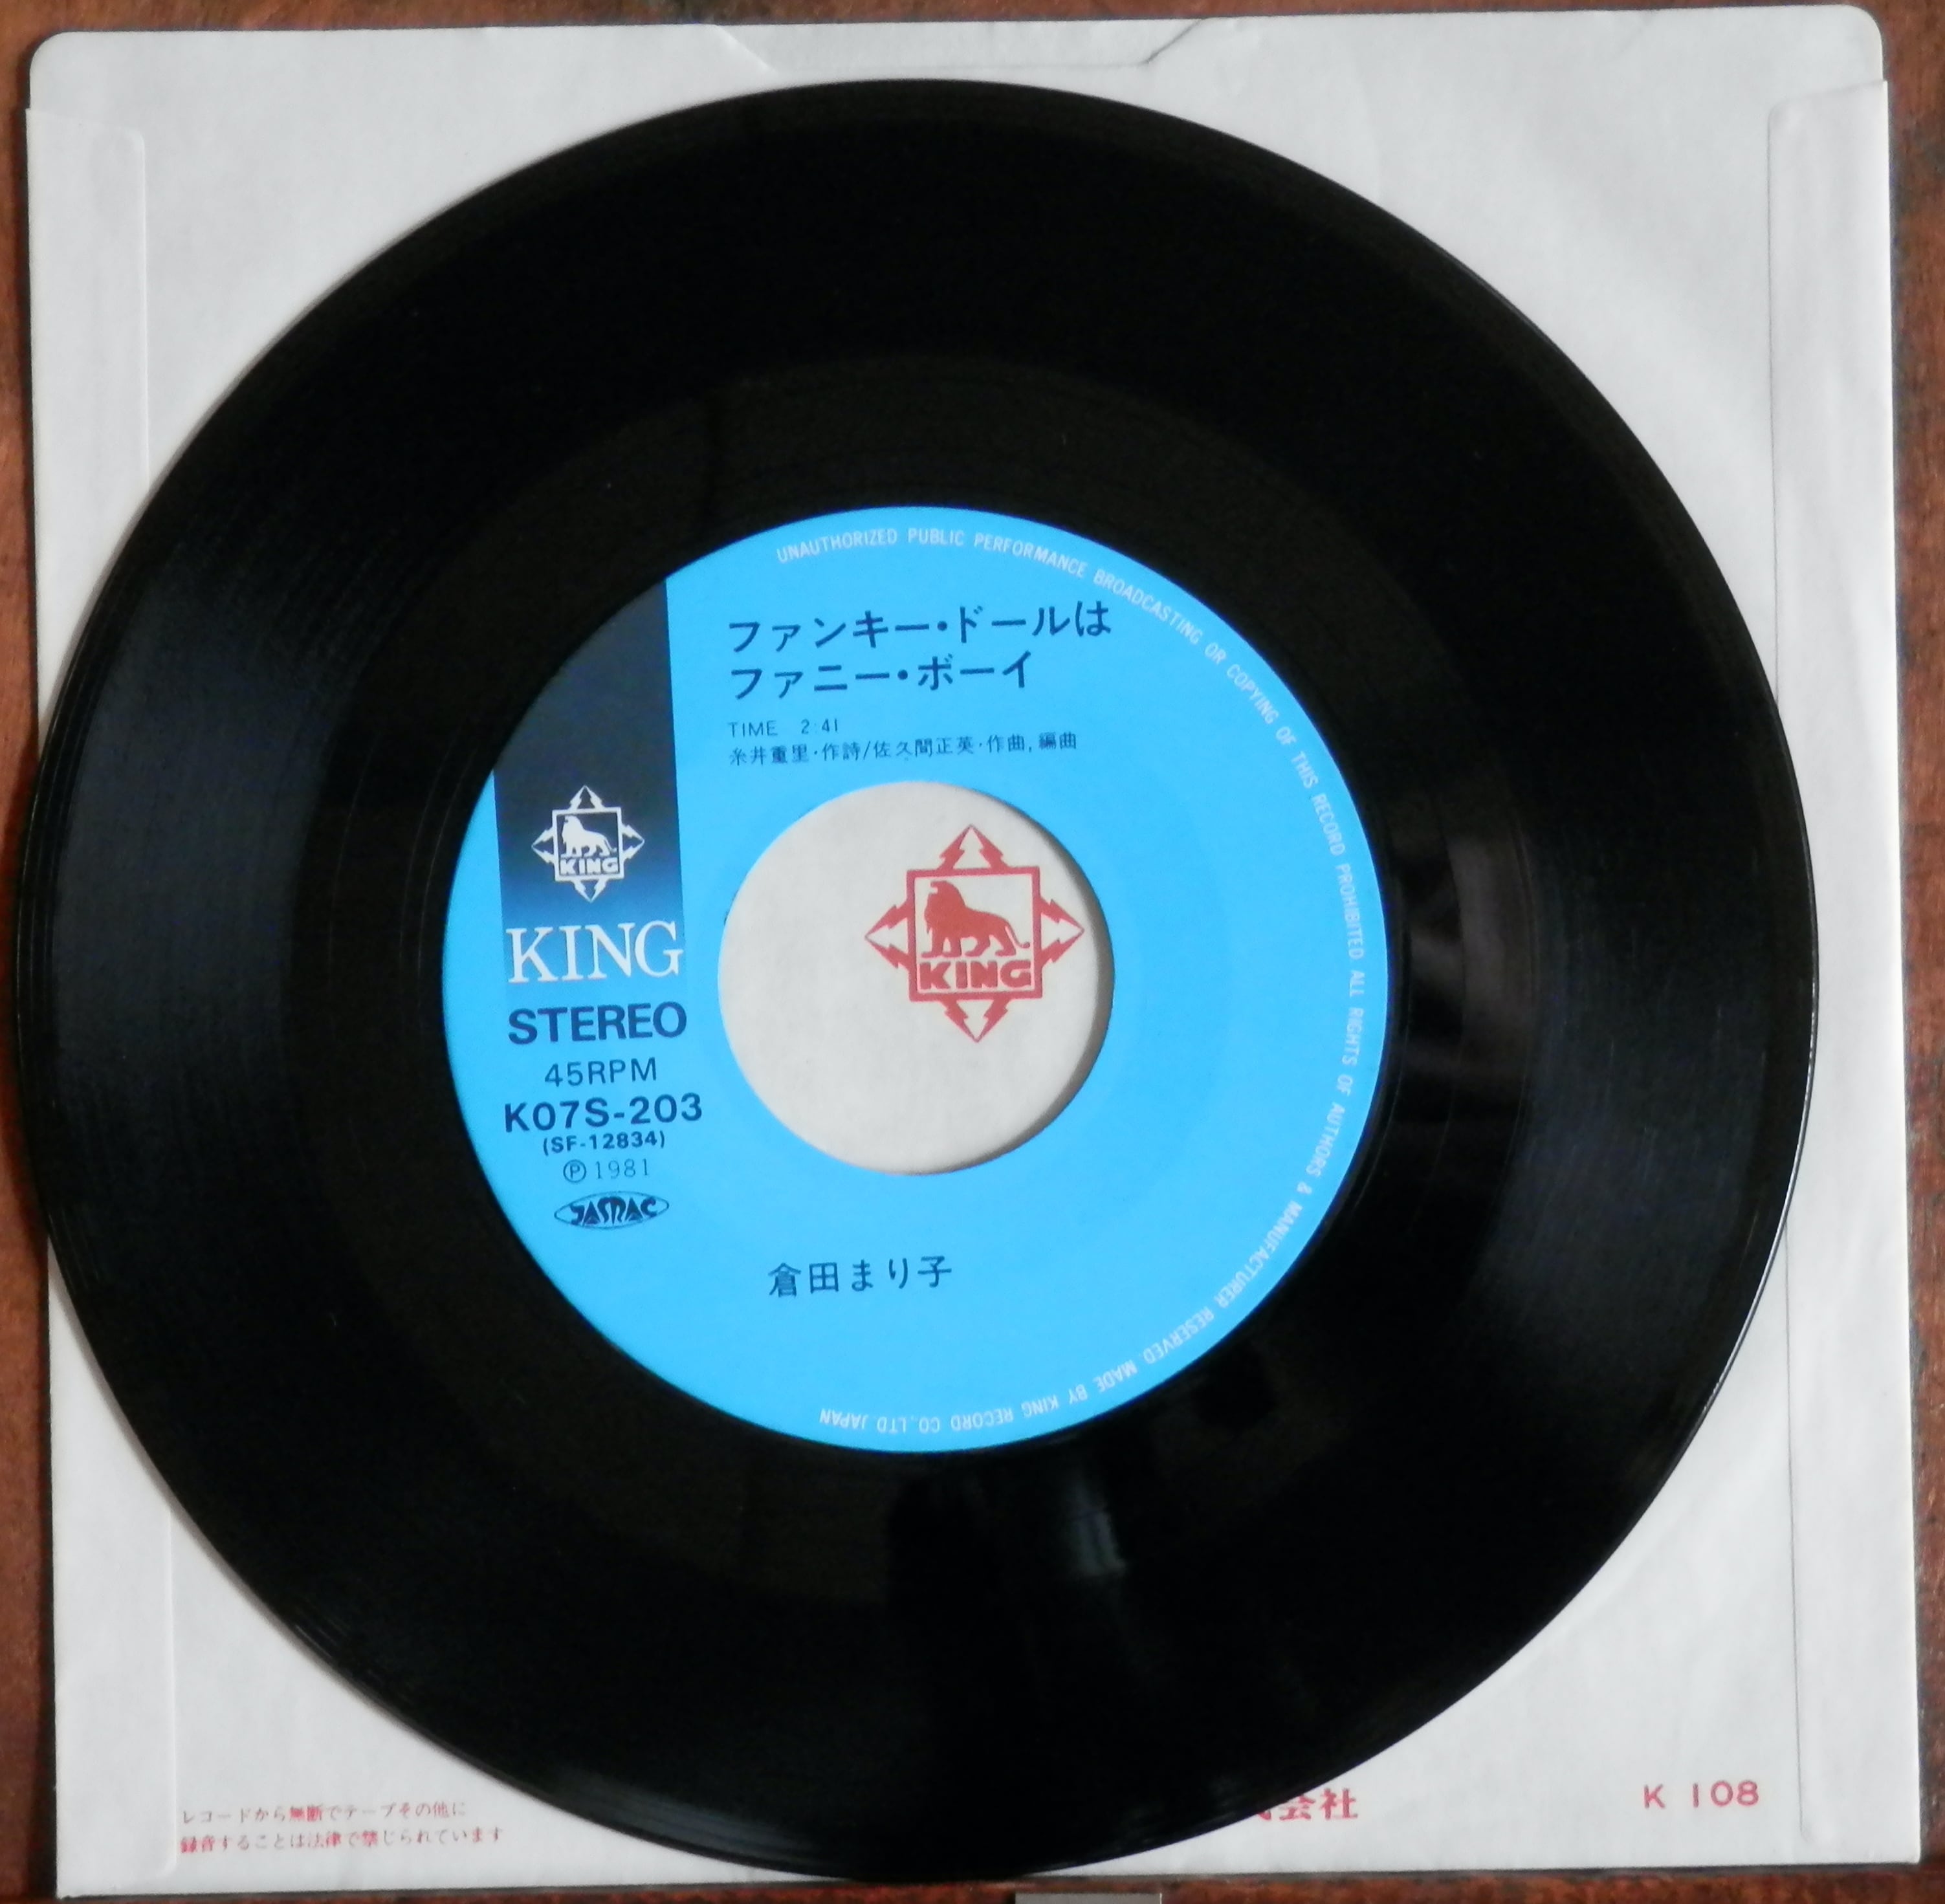 UNAUTHORIZED PUBLIC PERFORMANCE BROADCASTING OR COPYING OF THIS RECORD PROHIBITED ALL RIGHTS OF AUTHORS & MANUFACTURER RESERVED MADE BY KING RECORD CO.,LTD JAPAN
ファンキー・ドールは
ファニー・ボーイ
TIME 2:41
糸井重里・作詩/佐久間正英・作曲,編曲
KING
KING
KING
STEREO
45RPM
K07S-203
(SF-12834)
Ⓟ1981
JASRAC
倉田まり子
レコードから無断でテープその他に
録音することは法律で禁じられています
会社
K 108